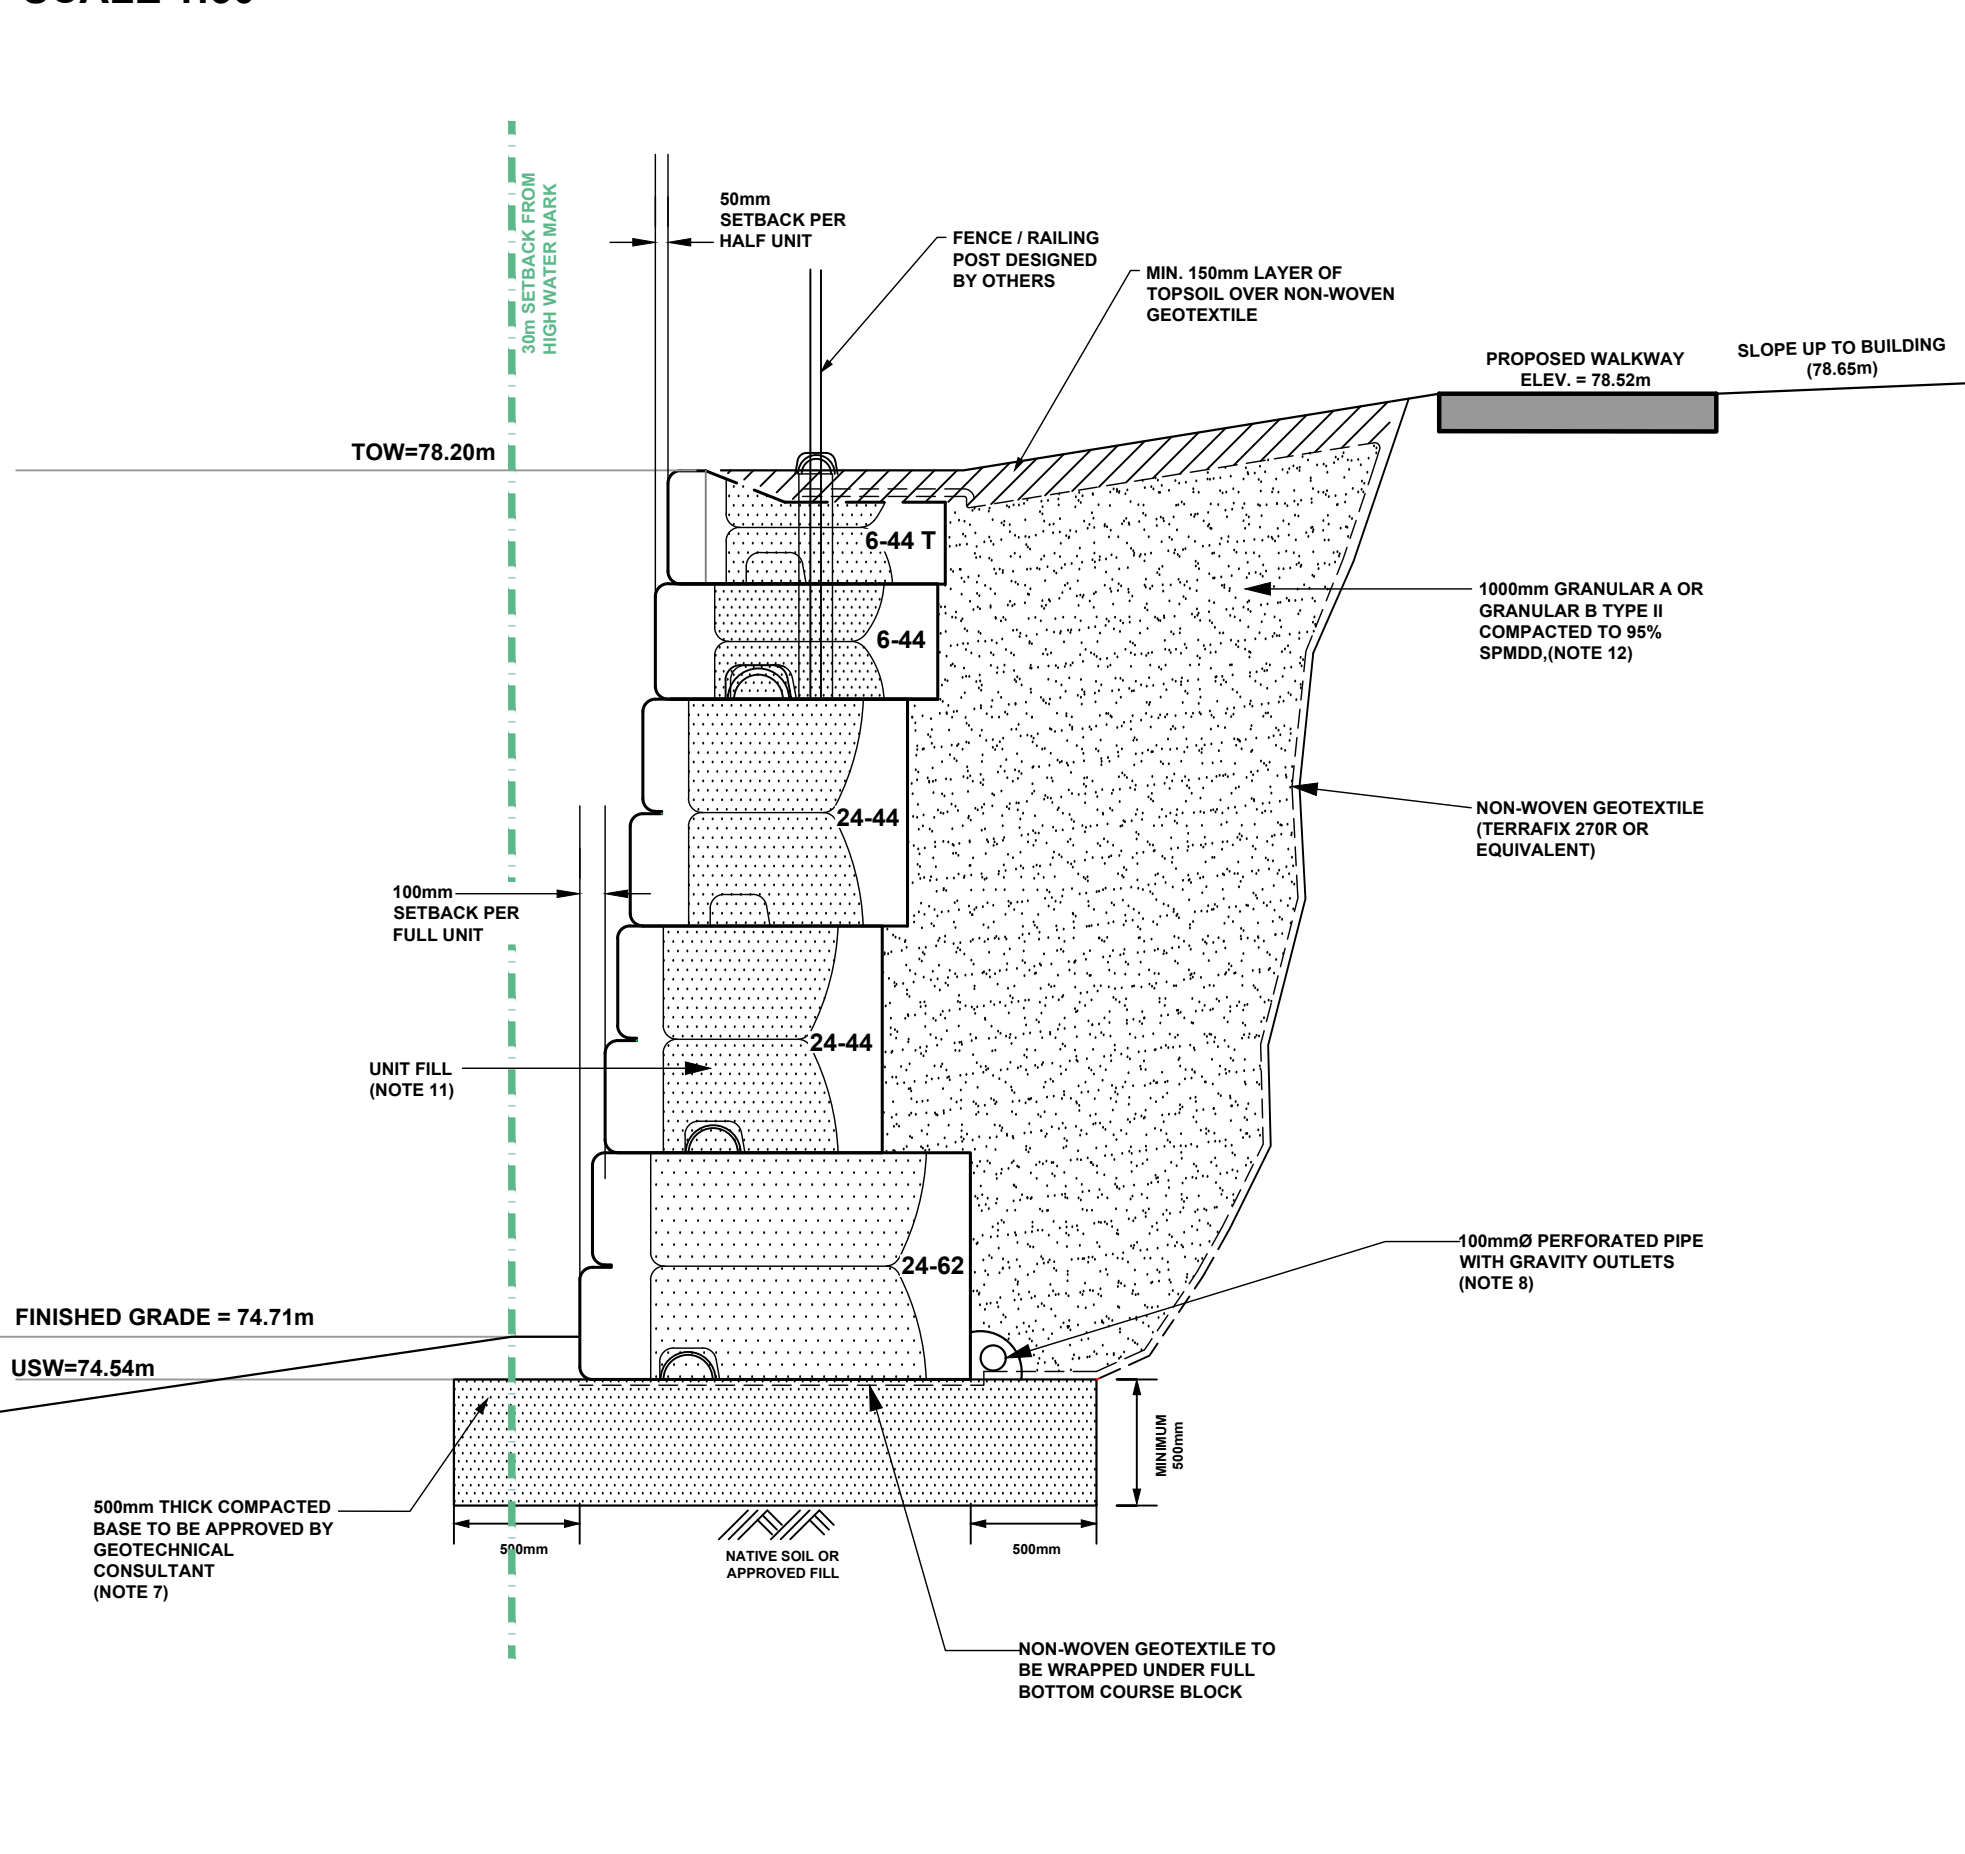 50mm
SETBACK PER
HALF UNIT
30m SETBACK FROM
HIGH WATER MARK
FENCE / RAILING
POST DESIGNED
BY OTHERS
MIN. 150mm LAYER OF
TOPSOIL OVER NON-WOVEN
GEOTEXTILE
PROPOSED WALKWAY
ELEV. = 78.52m
SLOPE UP TO BUILDING
(78.65m)
TOW=78.20m
6-44 T
6-44
1000mm GRANULAR A OR
GRANULAR B TYPE II
COMPACTED TO 95%
SPMDD,(NOTE 12)
24-44
NON-WOVEN GEOTEXTILE
(TERRAFIX 270R OR
EQUIVALENT)
100mm
SETBACK PER
FULL UNIT
24-44
UNIT FILL
(NOTE 11)
24-62
100mmØ PERFORATED PIPE
WITH GRAVITY OUTLETS
(NOTE 8)
FINISHED GRADE = 74.71m
USW=74.54m
MINIMUM
500mm
500mm THICK COMPACTED
BASE TO BE APPROVED BY
GEOTECHNICAL
CONSULTANT
(NOTE 7)
500mm
NATIVE SOIL OR
APPROVED FILL
500mm
NON-WOVEN GEOTEXTILE TO
BE WRAPPED UNDER FULL
BOTTOM COURSE BLOCK